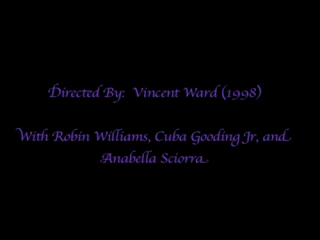 Directed By: Vincent Ward (1998)
With Robin Williams, Cuba Gooding Jr, and
Anabella Sciorra